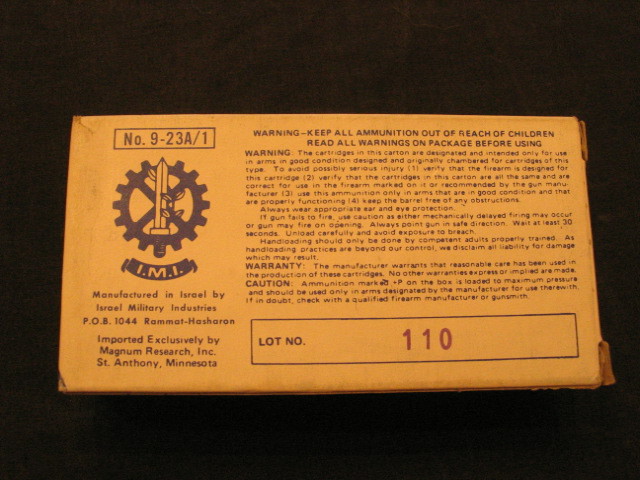 No. 9-23A/1
I.M.I.
Manufactured in Israel by
Israel Military Industries
P.O.B. 1044 Rammat-Hasharon
Imported Exclusively by
Magnum Research, Inc.
St. Anthony, Minnesota
WARNING–KEEP ALL AMMUNITION OUT OF REACH OF CHILDREN
READ ALL WARNINGS ON PACKAGE BEFORE USING
WARNING: The cartridges in this carton are designated and intended only for use
in arms in good condition designed and originally chambered for cartridges of this
type. To avoid possibly serious injury (1) verify that the firearm is designed for
this cartridge (2) verify that the cartridges in this carton are all the same and are
correct for use in the firearm marked on it or recommended by the gun manu-
facturer (3) use this ammunition only in arms that are in good condition and that
are properly functioning (4) keep the barrel free of any obstructions.
Always wear appropriate ear and eye protection.
If gun fails to fire, use caution as either mechanically delayed firing may occur
or gun may fire on opening. Always point gun in safe direction. Wait at least 30
seconds. Unload carefully and avoid exposure to breach.
Handloading should only be done by competent adults properly trained. As
handloading practices are beyond our control, we disclaim all liability for damage
which may result.
WARRANTY: The manufacturer warrants that reasonable care has been used in
the production of these cartridges. No other warranties express or implied are made.
CAUTION: Ammunition marked +P on the box is loaded to maximum pressure
and should be used only in arms designated by the manufacturer for use therewith.
If in doubt, check with a qualified firearm manufacturer or gunsmith.
LOT NO. 110